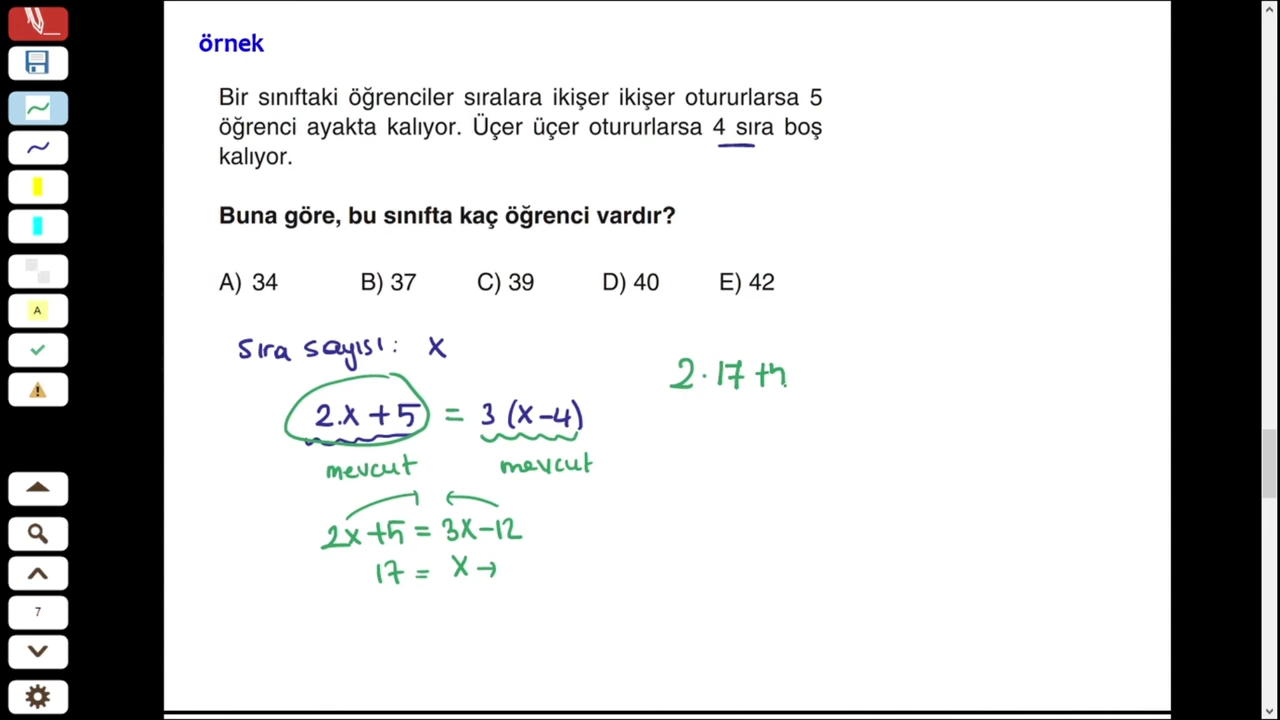 örnek
Bir sınıftaki öğrenciler sıralara ikişer ikişer otururlarsa 5
öğrenci ayakta kalıyor. Üçer üçer otururlarsa 4 sıra boş
kalıyor.
Buna göre, bu sınıfta kaç öğrenci vardır?
A) 34 B) 37 C) 39 D) 40 E) 42
Sıra sayısı: x
2.x+5 = 3(x-4)
mevcut mevcut
2x+5 = 3x-12
17 = x →
2·17+5
A
7